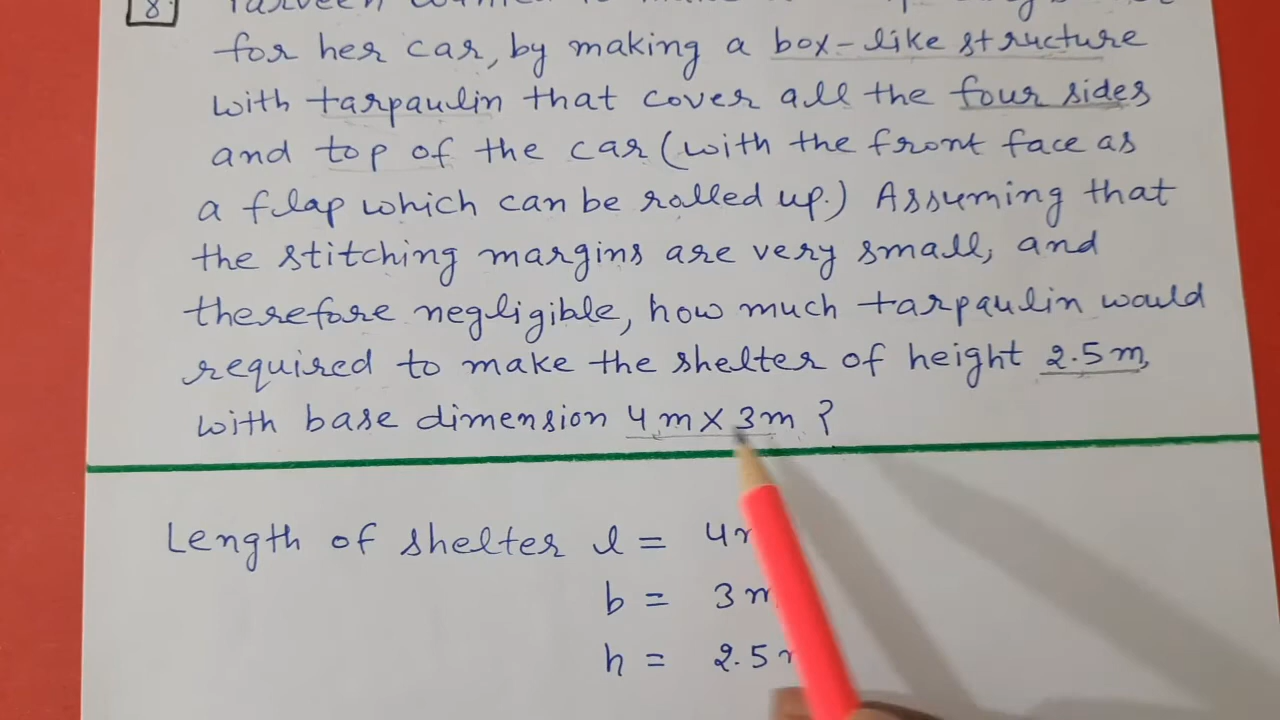 8.
for her car, by making a box-like structure
with tarpaulin that cover all the four sides
and top of the car (with the front face as
a flap which can be rolled up.) Assuming that
the stitching margins are very small, and
therefore negligible, how much tarpaulin would
required to make the shelter of height 2.5m,
with base dimension 4m×3m?
Length of shelter l = 4m
b = 3m
h = 2.5